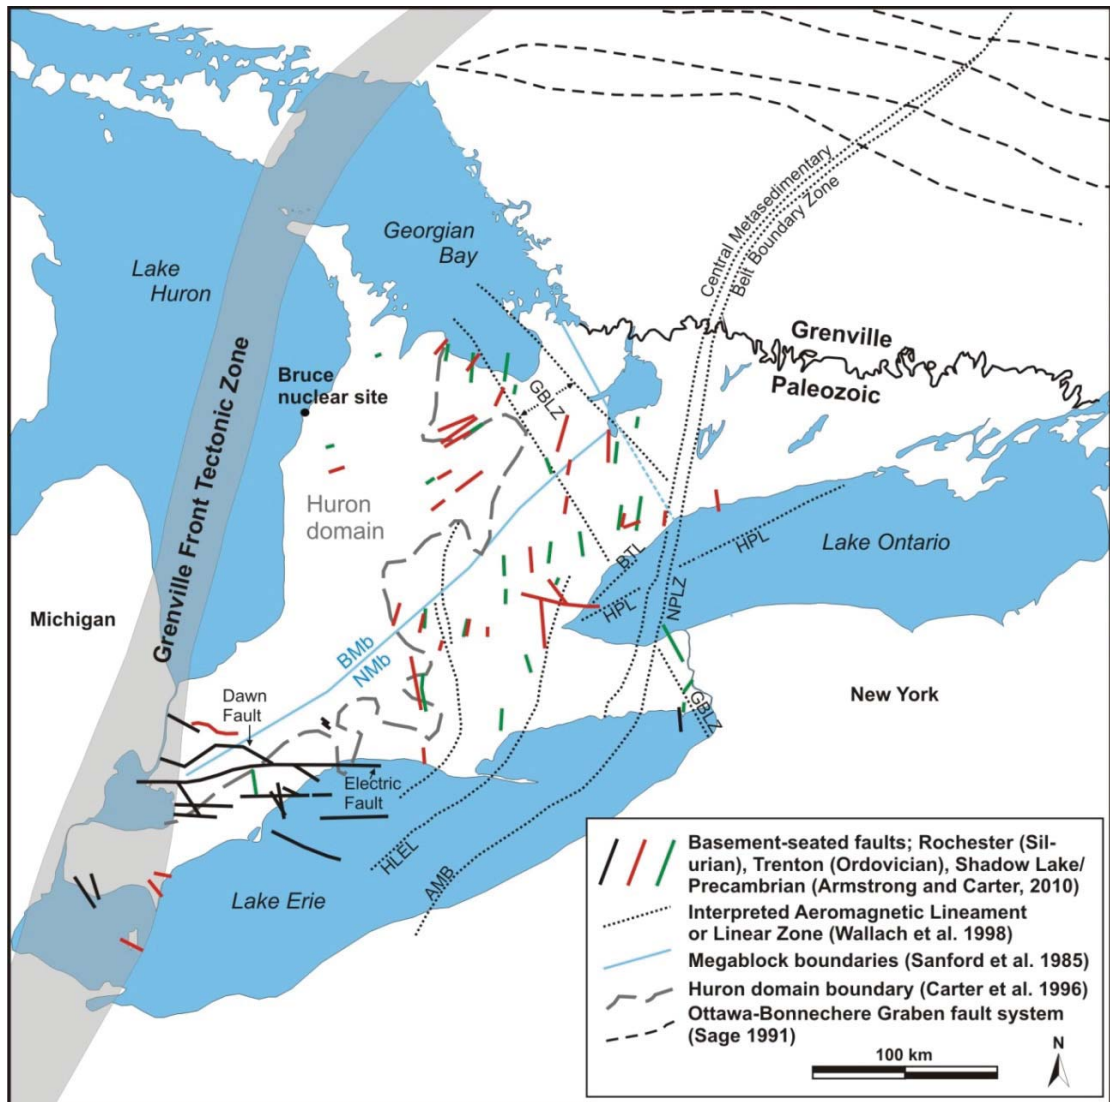 Georgian
Bay
Lake
Huron
Central Metasedimentary
Belt Boundary Zone
Grenville
Paleozoic
Bruce
nuclear site
Grenville Front Tectonic Zone
GBLZ
Huron
domain
HPL
Lake Ontario
BTL
HPL
NPLZ
Michigan
BMb
NMb
New York
GBLZ
Dawn
Fault
Electric
Fault
HLEL
AMB
Lake Erie
Basement-seated faults; Rochester (Sil-
urian), Trenton (Ordovician), Shadow Lake/
Precambrian (Armstrong and Carter, 2010)
Interpreted Aeromagnetic Lineament
or Linear Zone (Wallach et al. 1998)
Megablock boundaries (Sanford et al. 1985)
Huron domain boundary (Carter et al. 1996)
Ottawa-Bonnechere Graben fault system
(Sage 1991)
100 km
N